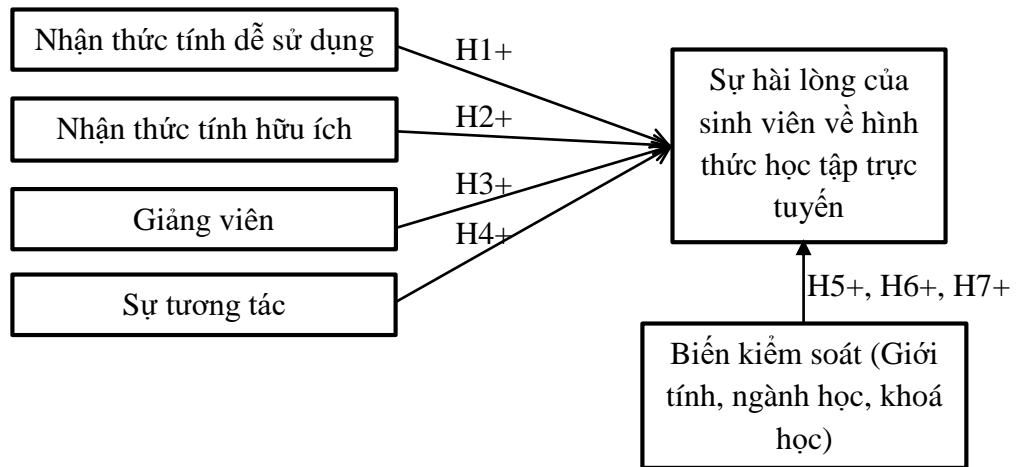 Nhận thức tính dễ sử dụng
H1+
Nhận thức tính hữu ích
H2+
Giảng viên
H3+
Sự tương tác
H4+
Sự hài lòng của
sinh viên về hình
thức học tập trực
tuyến
H5+, H6+, H7+
Biến kiểm soát (Giới
tính, ngành học, khoá
học)